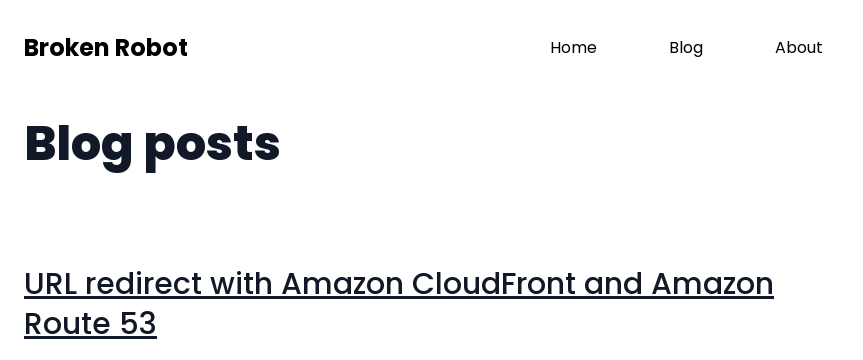 Broken Robot
Home Blog About
Blog posts
URL redirect with Amazon CloudFront and Amazon
Route 53